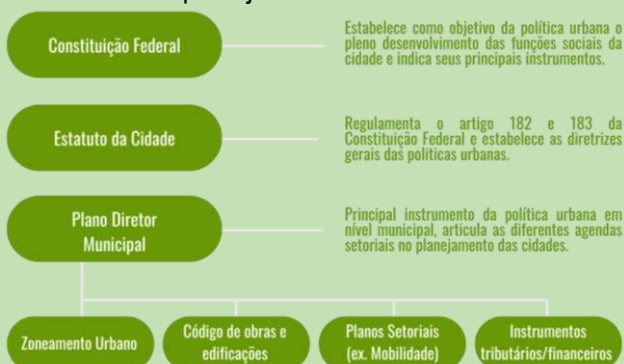 Constituição Federal
Estabelece como objetivo da política urbana o
pleno desenvolvimento das funções sociais da
cidade e indica seus principais instrumentos.
Estatuto da Cidade
Regulamenta o artigo 182 e 183 da
Constituição Federal e estabelece as diretrizes
gerais das políticas urbanas.
Plano Diretor
Municipal
Principal instrumento da política urbana em
nível municipal, articula as diferentes agendas
setoriais no planejamento das cidades.
Zoneamento Urbano
Código de obras e
edificações
Planos Setoriais
(ex. Mobilidade)
Instrumentos
tributários/financeiros